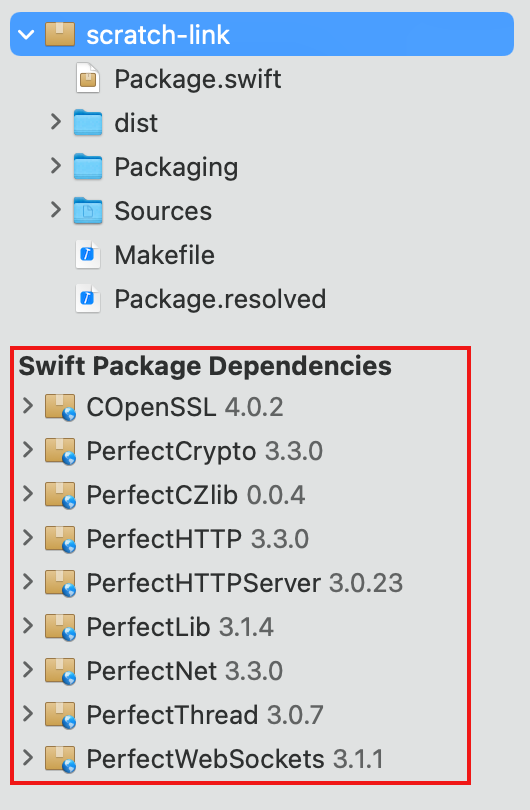 scratch-link
Package.swift
dist
Packaging
Sources
Makefile
Package.resolved
Swift Package Dependencies
COpenSSL 4.0.2
PerfectCrypto 3.3.0
PerfectCZlib 0.0.4
PerfectHTTP 3.3.0
PerfectHTTPServer 3.0.23
PerfectLib 3.1.4
PerfectNet 3.3.0
PerfectThread 3.0.7
PerfectWebSockets 3.1.1